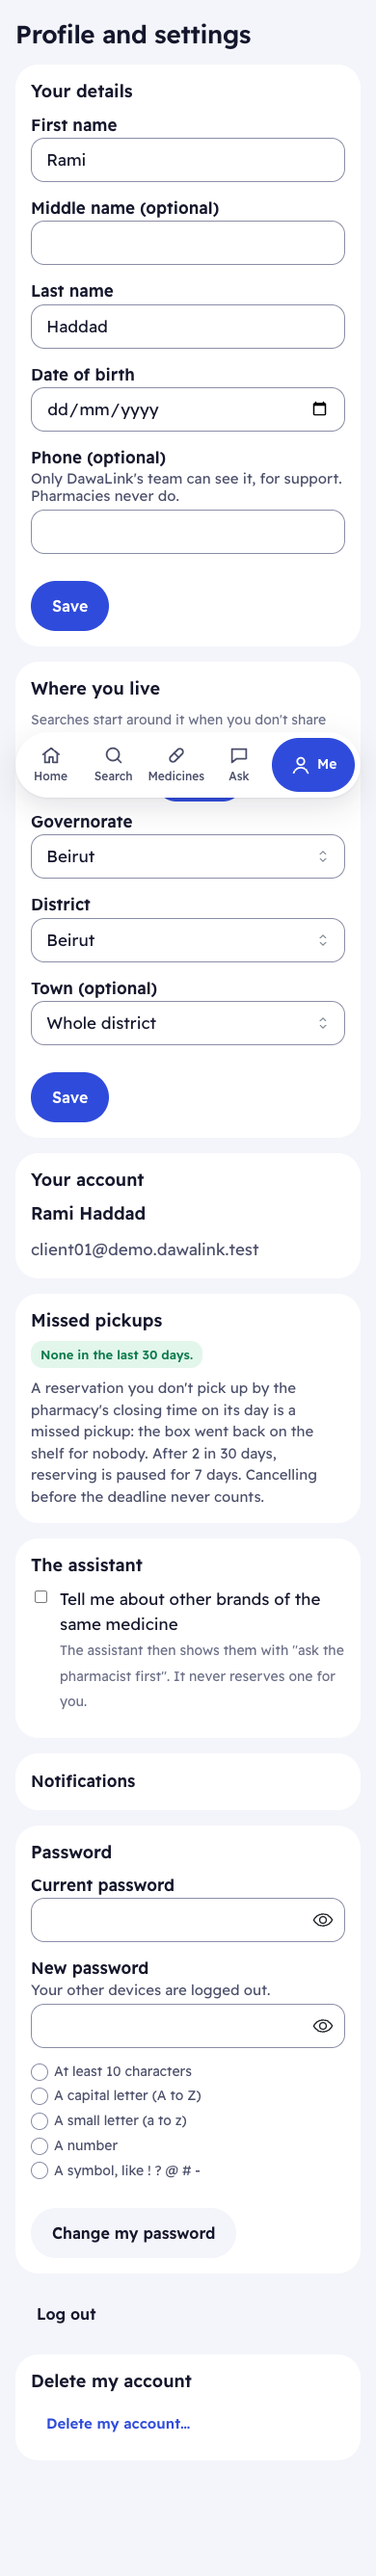 Profile and settings
Your details
First name
Rami
Middle name (optional)
Last name
Haddad
Date of birth
dd/mm/yyyy
Phone (optional)
Only DawaLink's team can see it, for support.
Pharmacies never do.
Save
Where you live
Searches start around it when you don't share
Home
Search
Medicines
Ask
Me
Governorate
Beirut
District
Beirut
Town (optional)
Whole district
Save
Your account
Rami Haddad
client01@demo.dawalink.test
Missed pickups
None in the last 30 days.
A reservation you don't pick up by the
pharmacy's closing time on its day is a
missed pickup: the box went back on the
shelf for nobody. After 2 in 30 days,
reserving is paused for 7 days. Cancelling
before the deadline never counts.
The assistant
Tell me about other brands of the
same medicine
The assistant then shows them with "ask the
pharmacist first". It never reserves one for
you.
Notifications
Password
Current password
New password
Your other devices are logged out.
At least 10 characters
A capital letter (A to Z)
A small letter (a to z)
A number
A symbol, like ! ? @ # -
Change my password
Log out
Delete my account
Delete my account...